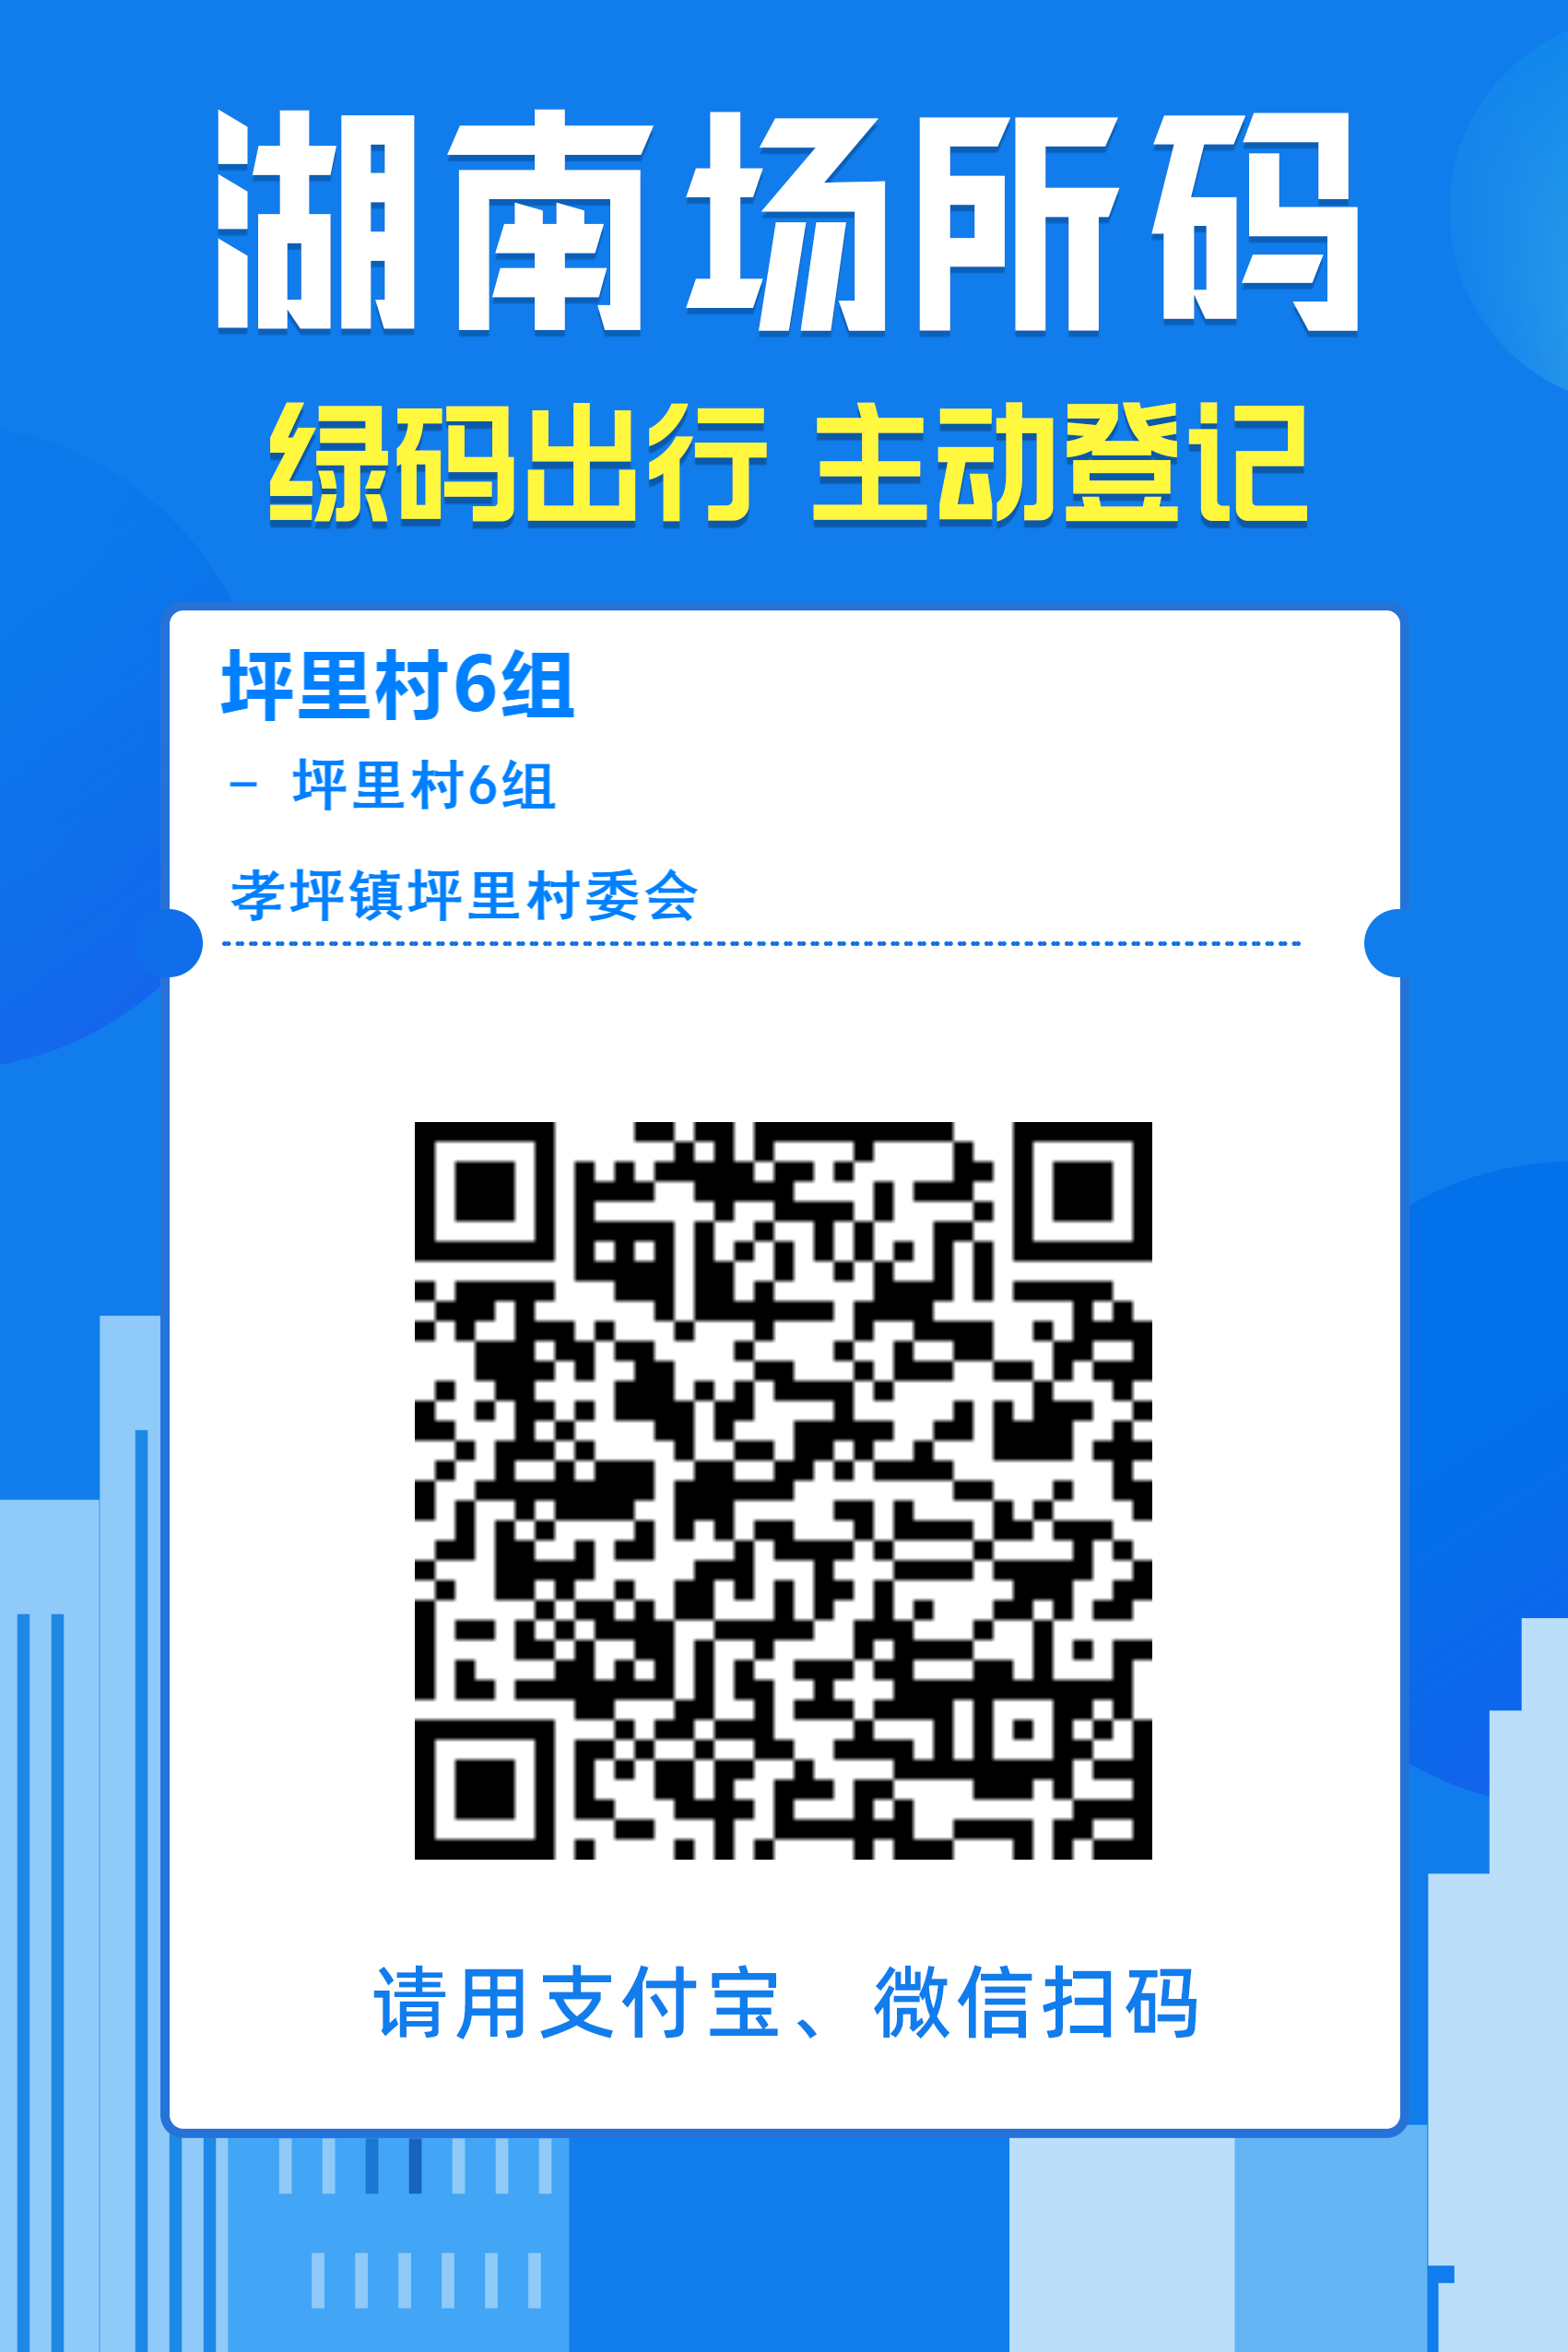 湖南场所码
绿码出行 主动登记
坪里村6组
- 坪里村6组
孝坪镇坪里村委会
请用支付宝、微信扫码